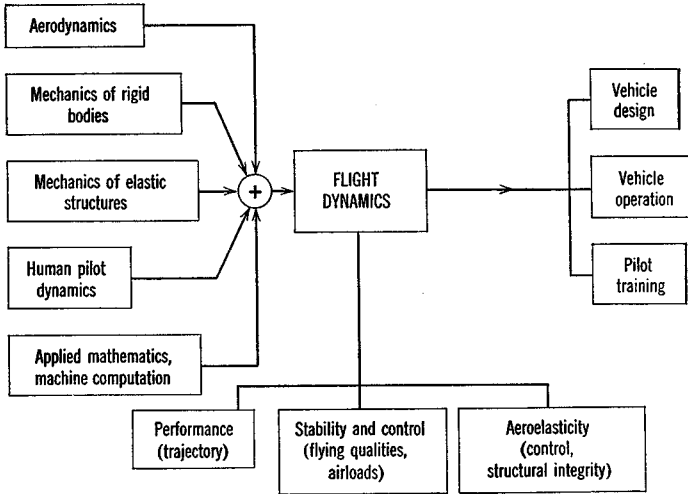 Aerodynamics
Mechanics of rigid
bodies
Mechanics of elastic
structures
Human pilot
dynamics
Applied mathematics,
machine computation
+
FLIGHT
DYNAMICS
Vehicle
design
Vehicle
operation
Pilot
training
Performance
(trajectory)
Stability and control
(flying qualities,
airloads)
Aeroelasticity
(control,
structural integrity)